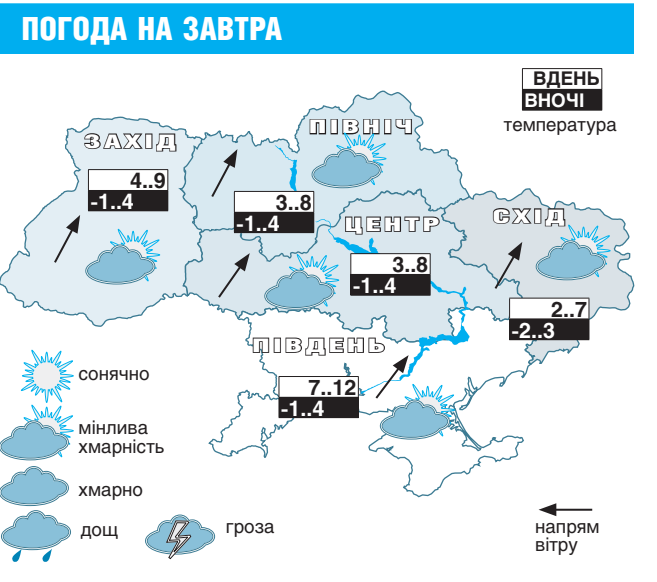 ПОГОДА НА ЗАВТРА
ВДЕНЬ
ВНОЧІ
температура
ПІВНІЧ
3..8
-1..4
ЗАХІД
4..9
-1..4
ЦЕНТР
3..8
-1..4
СХІД
2..7
-2..3
ПІВДЕНЬ
7..12
-1..4
сонячно
мінлива
хмарність
хмарно
дощ
гроза
напрям
вітру